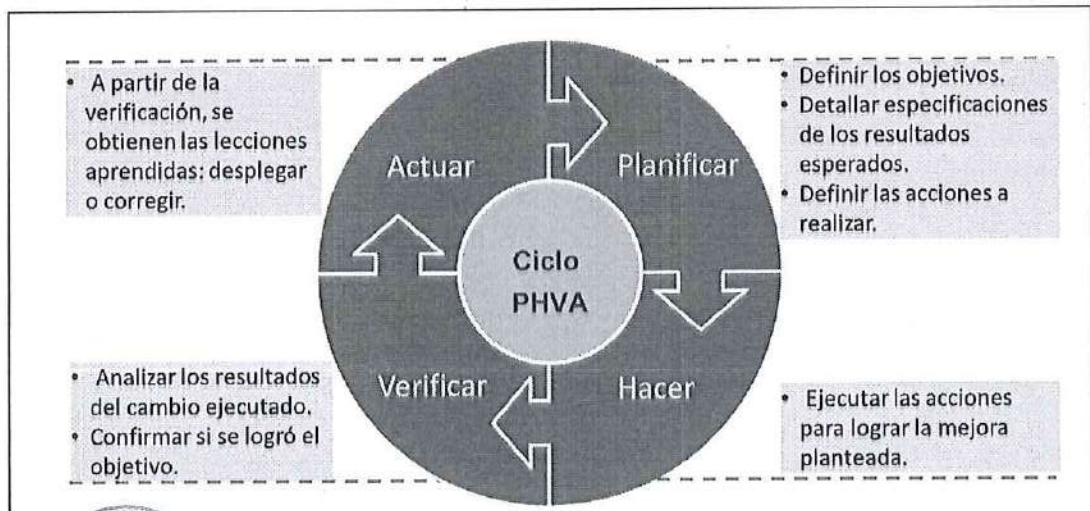 • A partir de la
verificación, se
obtienen las lecciones
aprendidas: desplegar
o corregir.
Actuar
Planificar
• Definir los objetivos.
• Detallar especificaciones
de los resultados
esperados.
• Definir las acciones a
realizar.
Ciclo
PHVA
• Analizar los resultados
del cambio ejecutado.
• Confirmar si se logró el
objetivo.
Verificar
Hacer
• Ejecutar las acciones
para lograr la mejora
planteada.